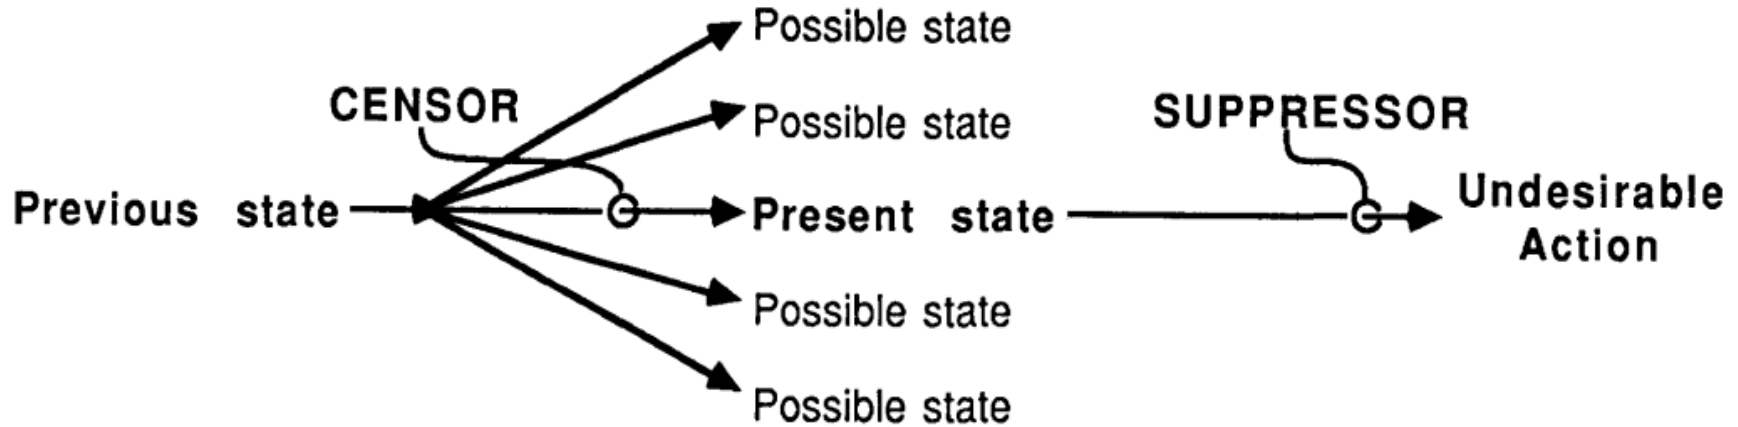 Possible state
CENSOR
Possible state
SUPPRESSOR
Previous state
Present state
Undesirable
Action
Possible state
Possible state